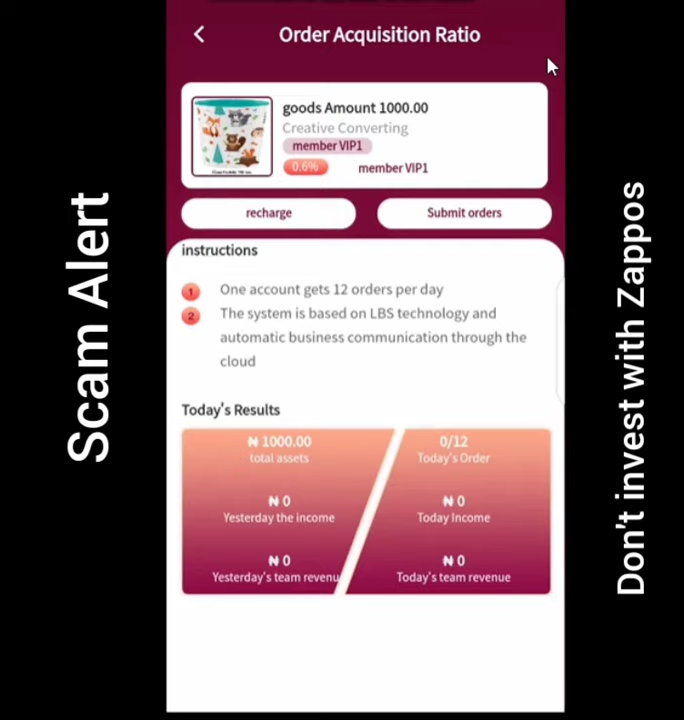 Scam Alert
Order Acquisition Ratio
goods Amount 1000.00
Creative Converting
member VIP1
0.6% member VIP1
recharge Submit orders
instructions
1 One account gets 12 orders per day
2 The system is based on LBS technology and
automatic business communication through the
cloud
Today's Results
₦ 1000.00 0/12
total assets Today's Order
₦ 0 ₦ 0
Yesterday the income Today Income
₦ 0 ₦ 0
Yesterday's team revenu Today's team revenue
Don't invest with Zappos